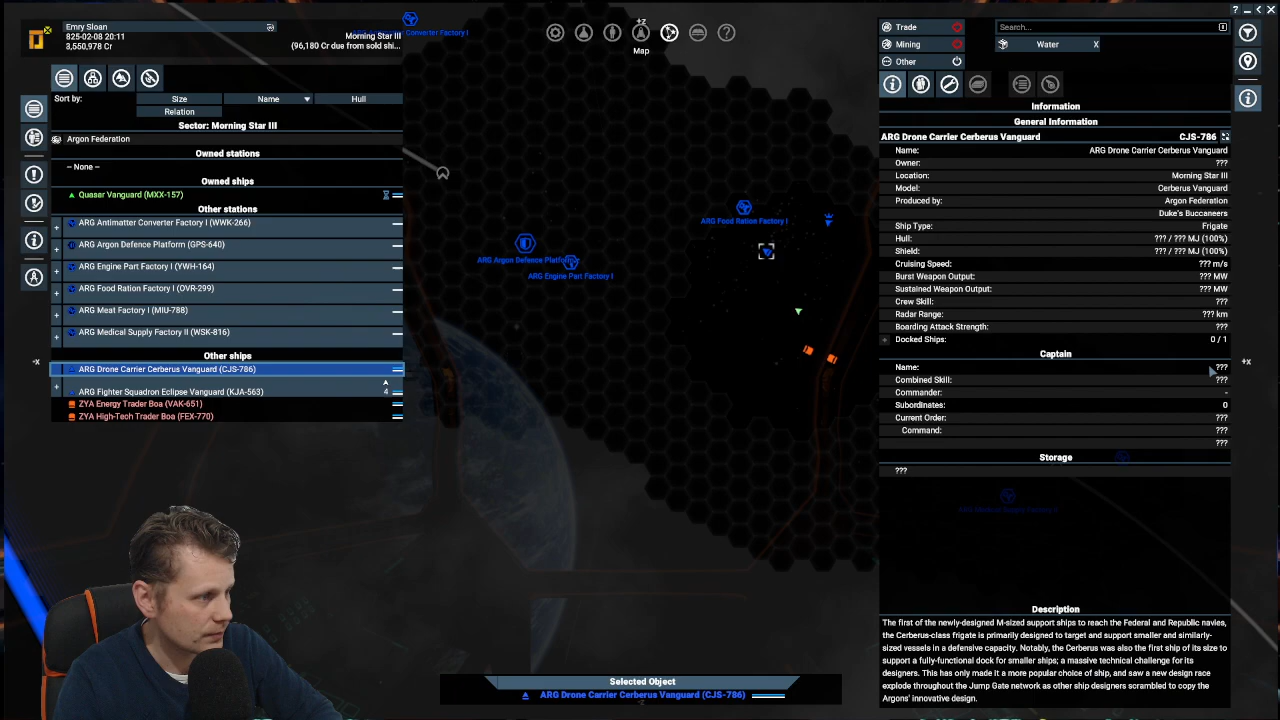 Emry Sloan
825-02-08 20:11
3,550,978 Cr
Morning Star III
(96,180 Cr due from sold shi...
Converter Factory I
+z
Map
Sort by:
Size
Name
Hull
Relation
Sector: Morning Star III
Argon Federation
Owned stations
-- None --
Owned ships
Quasar Vanguard (MXX-157)
Other stations
ARG Antimatter Converter Factory I (WWK-266)
ARG Argon Defence Platform (GPS-640)
ARG Engine Part Factory I (YWH-164)
ARG Food Ration Factory I (OVR-299)
ARG Meat Factory I (MIU-788)
ARG Medical Supply Factory II (WSK-816)
Other ships
ARG Drone Carrier Cerberus Vanguard (CJS-786)
ARG Fighter Squadron Eclipse Vanguard (KJA-563)
4
ZYA Energy Trader Boa (VAK-651)
ZYA High-Tech Trader Boa (FEX-770)
-x
ARG Food Ration Factory I
ARG Argon Defence Platform
ARG Engine Part Factory I
ARG Medical Supply Factory II
+x
Selected Object
ARG Drone Carrier Cerberus Vanguard (CJS-786)
-z
Trade
Mining
Other
Search...
Water X
Information
General Information
ARG Drone Carrier Cerberus Vanguard CJS-786
Name: ARG Drone Carrier Cerberus Vanguard
Owner: ???
Location: Morning Star III
Model: Cerberus Vanguard
Produced by: Argon Federation
Duke's Buccaneers
Ship Type: Frigate
Hull: ??? / ??? MJ (100%)
Shield: ??? / ??? MJ (100%)
Cruising Speed: ??? m/s
Burst Weapon Output: ??? MW
Sustained Weapon Output: ??? MW
Crew Skill: ???
Radar Range: ??? km
Boarding Attack Strength: ???
Docked Ships: 0 / 1
Captain
Name: ???
Combined Skill: ???
Commander: -
Subordinates: 0
Current Order: ???
Command: ???
???
Storage
???
Description
The first of the newly-designed M-sized support ships to reach the Federal and Republic navies,
the Cerberus-class frigate is primarily designed to target and support smaller and similarly-
sized vessels in a defensive capacity. Notably, the Cerberus was also the first ship of its size to
support a fully-functional dock for smaller ships; a massive technical challenge for its
designers. This has only made it a more popular choice of ship, and saw a new design race
explode throughout the Jump Gate network as other ship designers scrambled to copy the
Argons' innovative design.